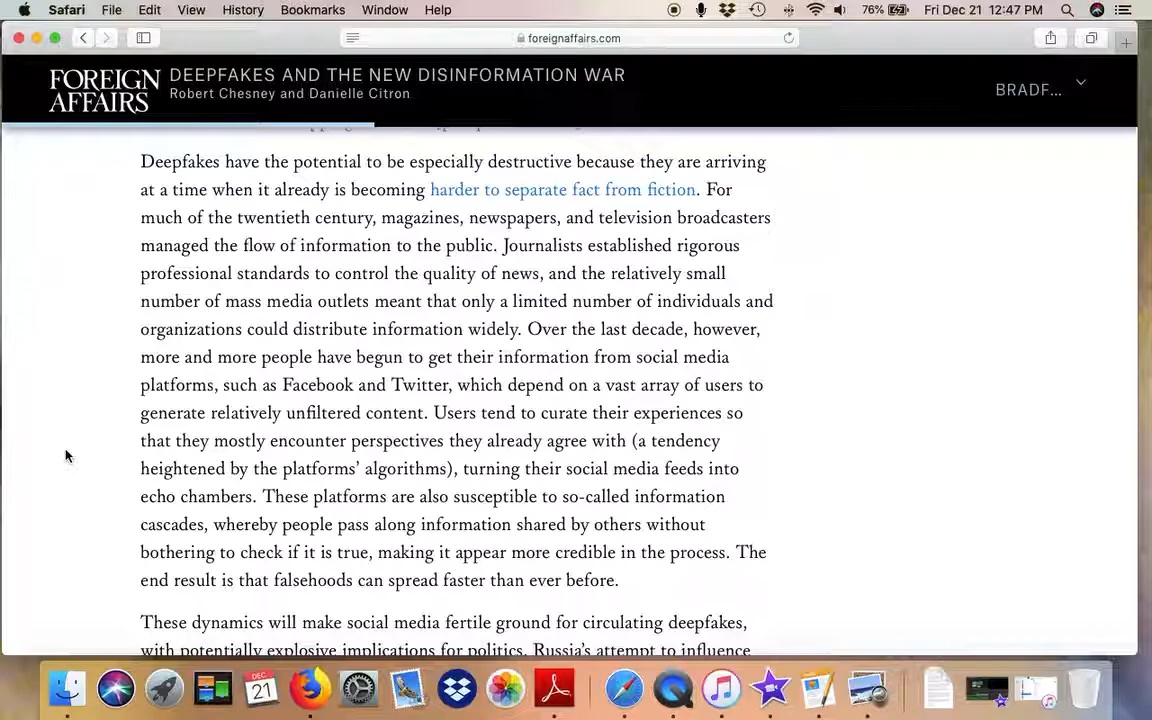 Safari File Edit View History Bookmarks Window Help 76% Fri Dec 21 12:47 PM
foreignaffairs.com
FOREIGN AFFAIRS
DEEPFAKES AND THE NEW DISINFORMATION WAR
Robert Chesney and Danielle Citron
BRADF...
Deepfakes have the potential to be especially destructive because they are arriving
at a time when it already is becoming harder to separate fact from fiction. For
much of the twentieth century, magazines, newspapers, and television broadcasters
managed the flow of information to the public. Journalists established rigorous
professional standards to control the quality of news, and the relatively small
number of mass media outlets meant that only a limited number of individuals and
organizations could distribute information widely. Over the last decade, however,
more and more people have begun to get their information from social media
platforms, such as Facebook and Twitter, which depend on a vast array of users to
generate relatively unfiltered content. Users tend to curate their experiences so
that they mostly encounter perspectives they already agree with (a tendency
heightened by the platforms' algorithms), turning their social media feeds into
echo chambers. These platforms are also susceptible to so-called information
cascades, whereby people pass along information shared by others without
bothering to check if it is true, making it appear more credible in the process. The
end result is that falsehoods can spread faster than ever before.
These dynamics will make social media fertile ground for circulating deepfakes,
with potentially explosive implications for politics. Russia's attempt to influence
DEC
21